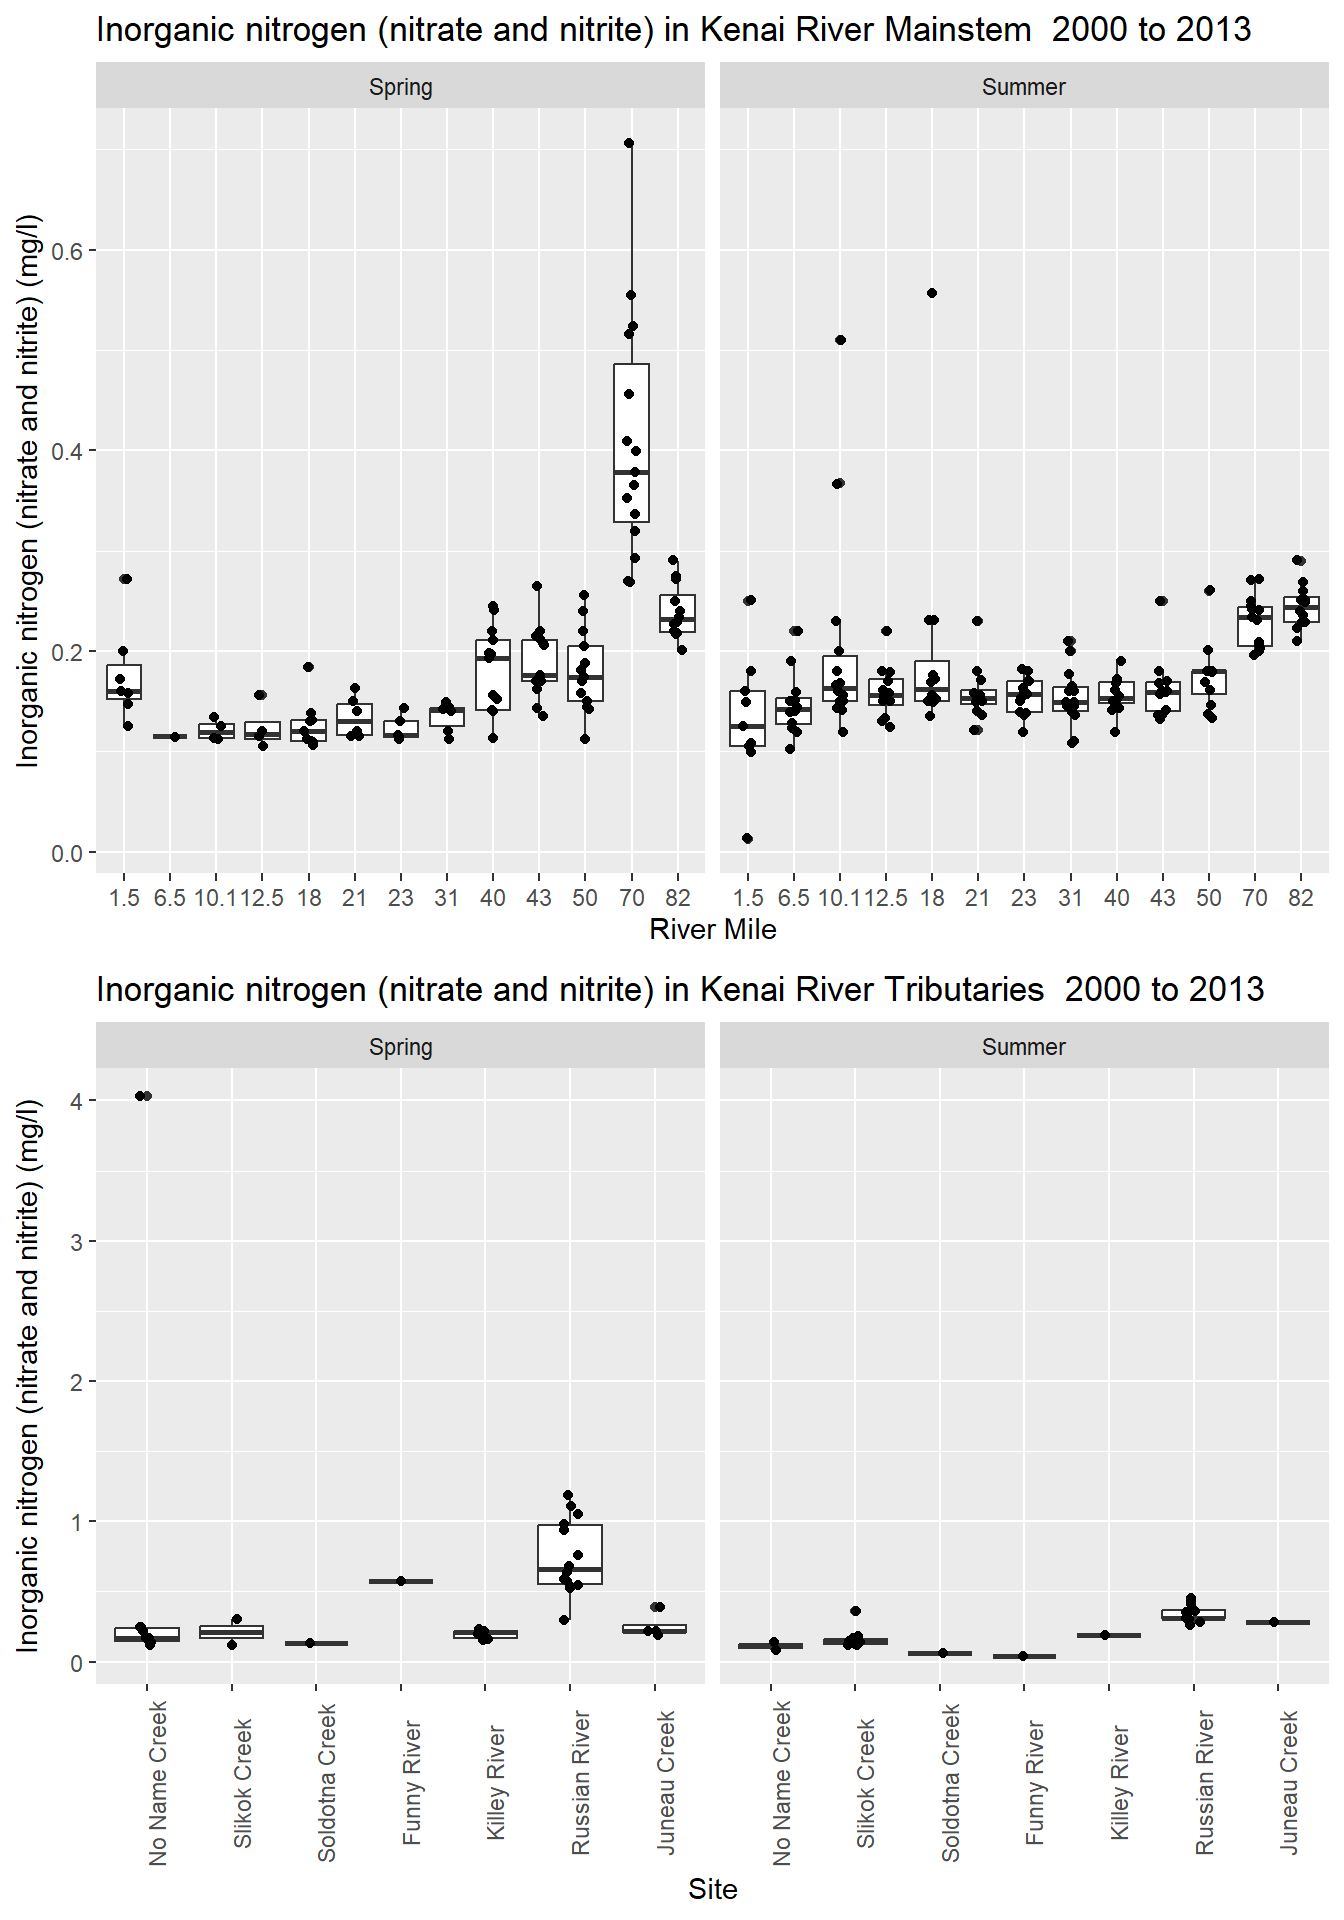 Inorganic nitrogen (nitrate and nitrite) in Kenai River Mainstem  2000 to 2013
Spring
Summer
Inorganic nitrogen (nitrate and nitrite) (mg/l)
0.6
0.4
0.2
0.0
1.5 6.5 10.1 12.5 18 21 23 31 40 43 50 70 82
1.5 6.5 10.1 12.5 18 21 23 31 40 43 50 70 82
River Mile
Inorganic nitrogen (nitrate and nitrite) in Kenai River Tributaries  2000 to 2013
Spring
Summer
Inorganic nitrogen (nitrate and nitrite) (mg/l)
4
3
2
1
0
No Name Creek
Slikok Creek
Soldotna Creek
Funny River
Killey River
Russian River
Juneau Creek
No Name Creek
Slikok Creek
Soldotna Creek
Funny River
Killey River
Russian River
Juneau Creek
Site